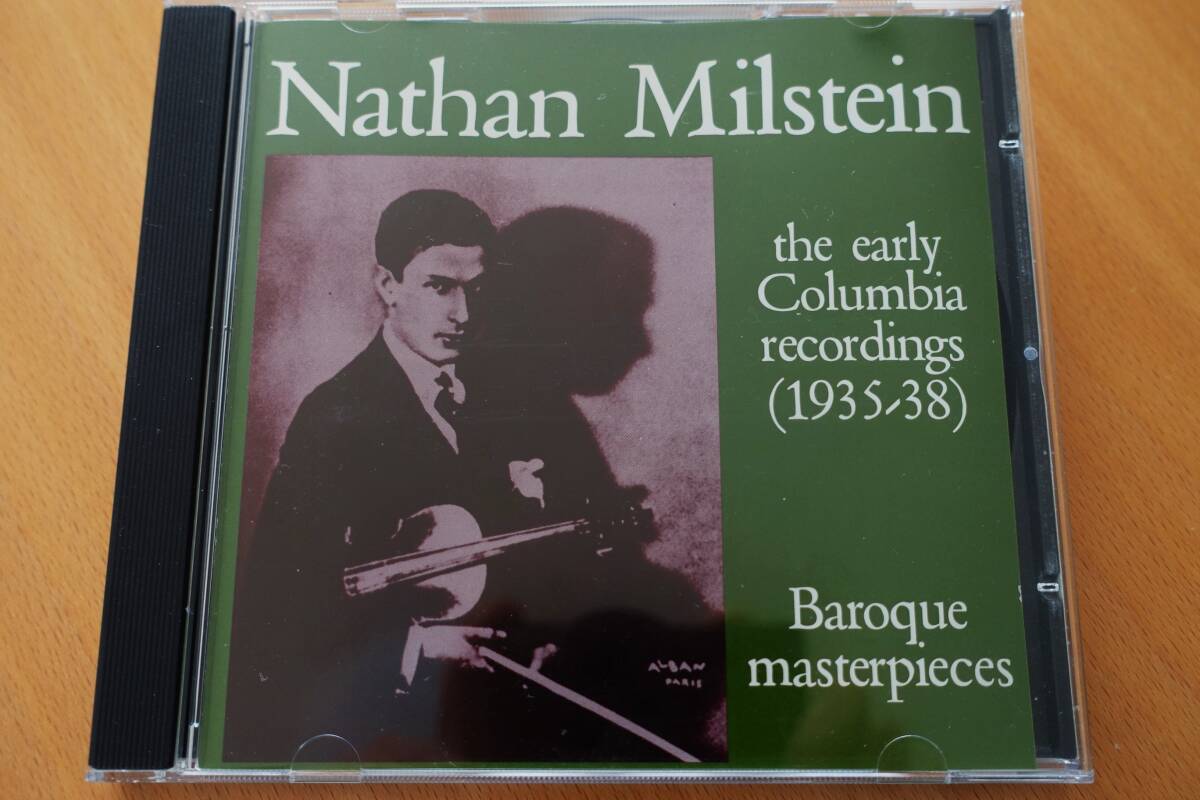 Nathan Milstein
the early
Columbia
recordings
(1935-38)
Baroque
masterpieces
ALBAN
PARIS